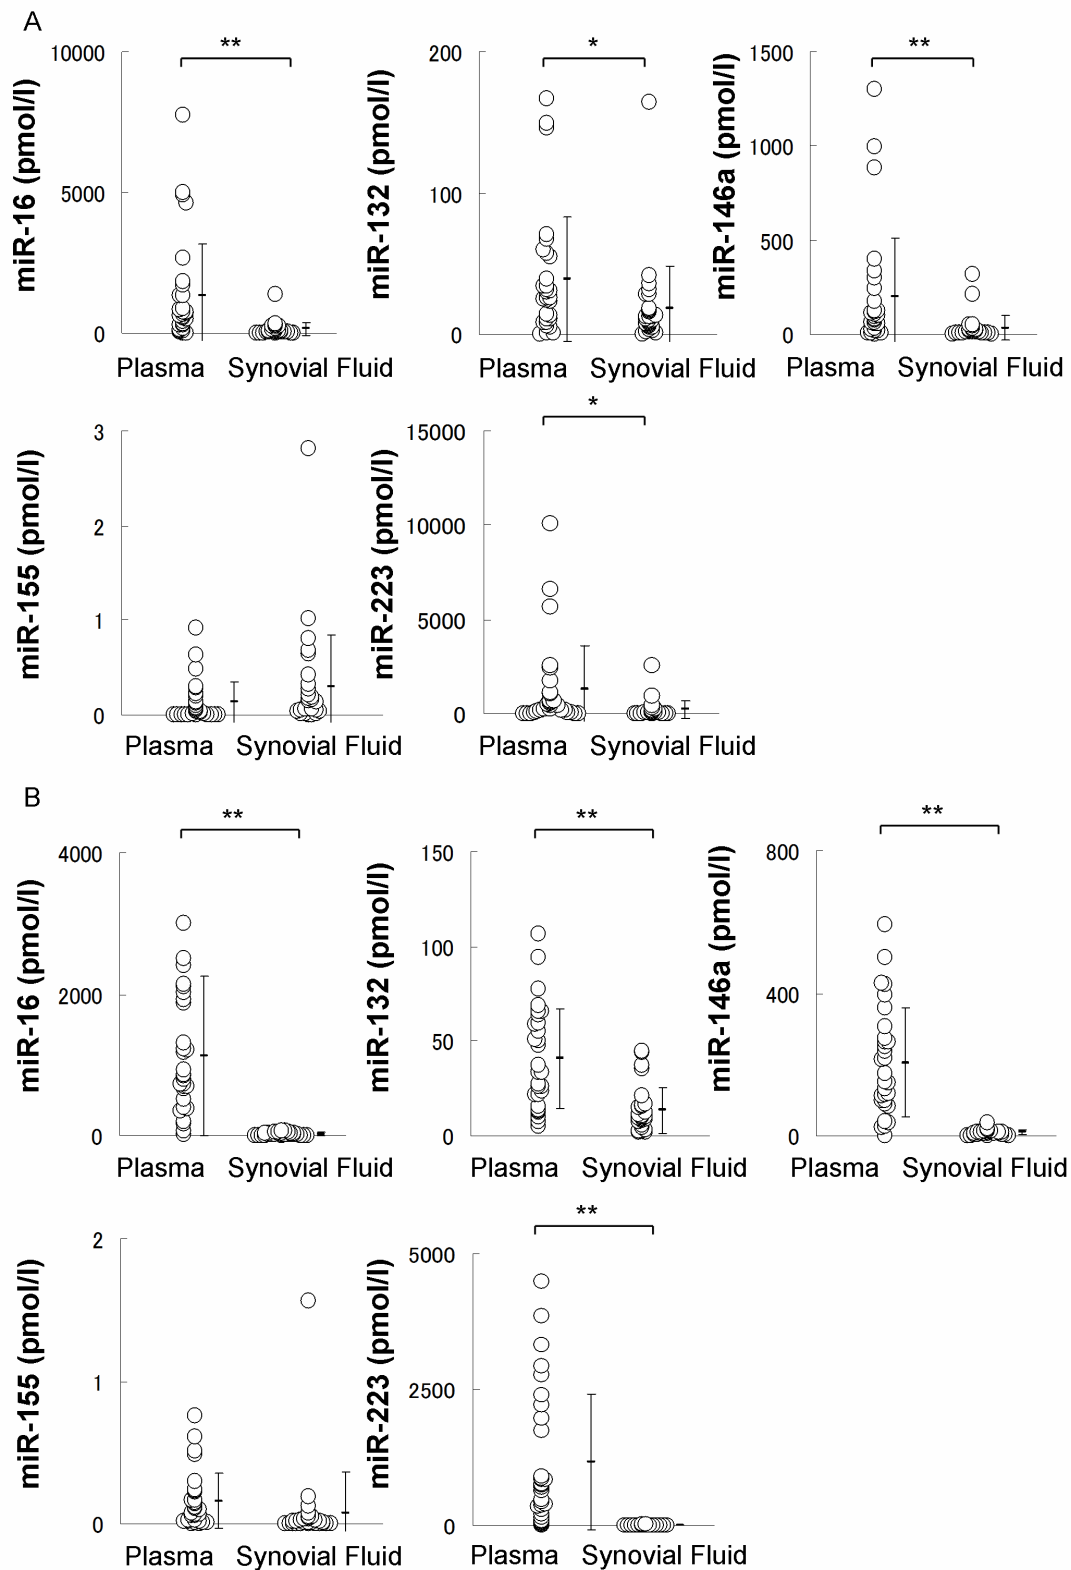 A
** * **
10000 200 1500
miR-16 (pmol/l) miR-132 (pmol/l) miR-146a (pmol/l)
1000
5000 100
500
0 0 0
Plasma Synovial Fluid Plasma Synovial Fluid Plasma Synovial Fluid
*
3 15000
miR-155 (pmol/l) miR-223 (pmol/l)
2 10000
1 5000
0 0
Plasma Synovial Fluid Plasma Synovial Fluid
B
** ** **
4000 150 800
miR-16 (pmol/l) miR-132 (pmol/l) miR-146a (pmol/l)
100
2000 400
50
0 0 0
Plasma Synovial Fluid Plasma Synovial Fluid Plasma Synovial Fluid
**
2 5000
miR-155 (pmol/l) miR-223 (pmol/l)
1 2500
0 0
Plasma Synovial Fluid Plasma Synovial Fluid